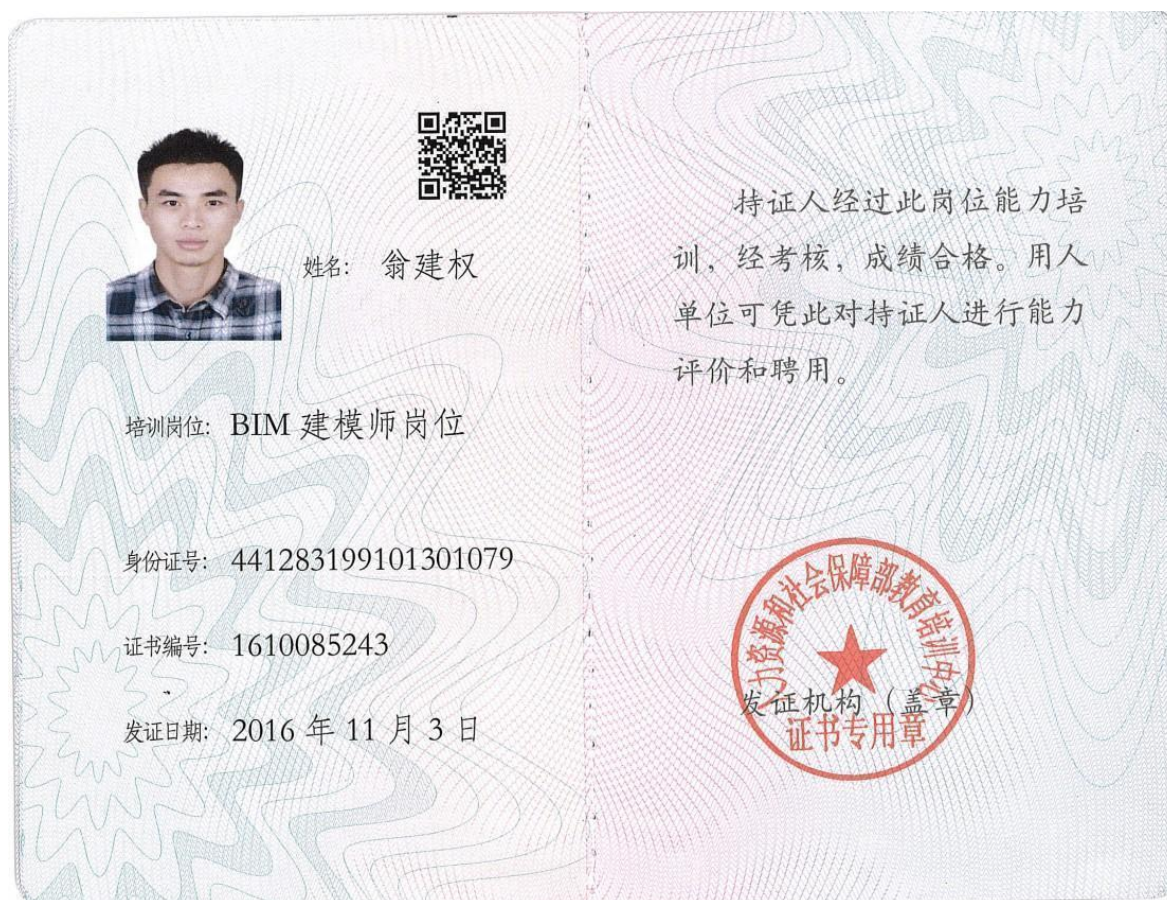 姓名: 翁建权
培训岗位: BIM 建模师岗位
身份证号: 441283199101301079
证书编号: 1610085243
发证日期: 2016 年 11 月 3 日
持证人经过此岗位能力培
训，经考核，成绩合格。用人
单位可凭此对持证人进行能力
评价和聘用。
人力资源和社会保障部教育培训中心
发证机构（盖章）
证书专用章